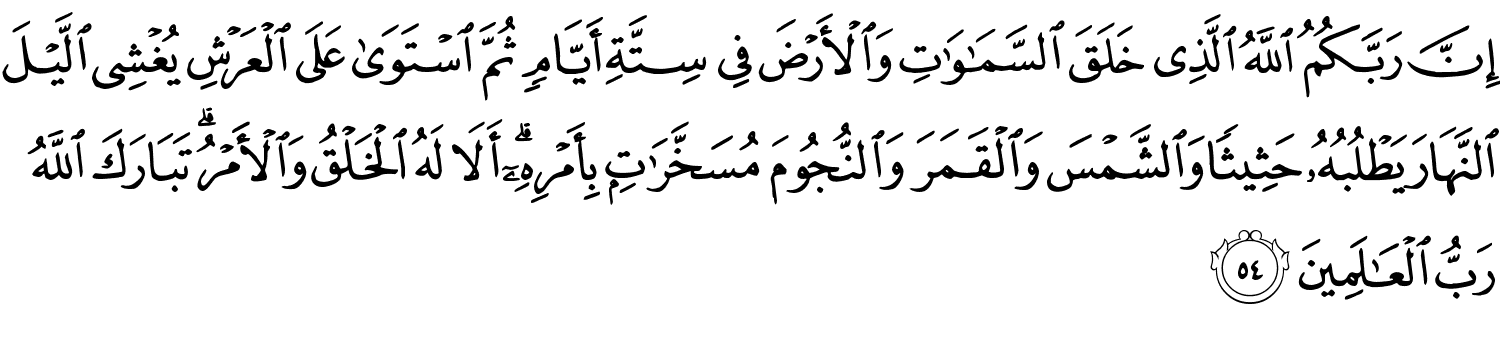 إِنَّ رَبَّكُمُ ٱللَّهُ ٱلَّذِى خَلَقَ ٱلسَّمَـٰوَٰتِ وَٱلْأَرْضَ فِى سِتَّةِ أَيَّامٍ ثُمَّ ٱسْتَوَىٰ عَلَى ٱلْعَرْشِ يُغْشِى ٱلَّيْلَ
ٱلنَّهَارَ يَطْلُبُهُۥ حَثِيثًا وَٱلشَّمْسَ وَٱلْقَمَرَ وَٱلنُّجُومَ مُسَخَّرَٰتٍۭ بِأَمْرِهِۦٓ ۗ أَلَا لَهُ ٱلْخَلْقُ وَٱلْأَمْرُ ۗ تَبَارَكَ ٱللَّهُ
رَبُّ ٱلْعَـٰلَمِينَ ٥٤